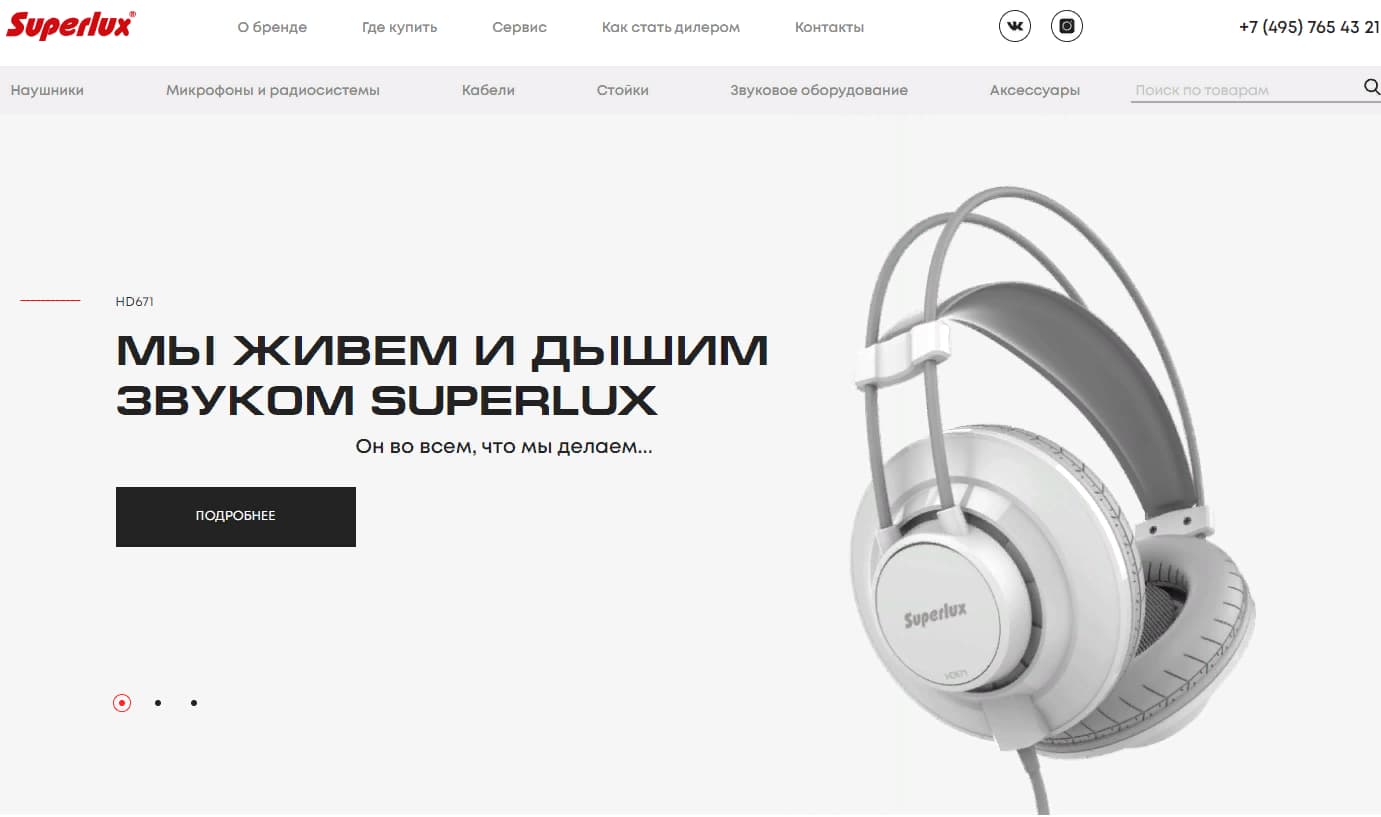 Superlux®
О бренде
Где купить
Сервис
Как стать дилером
Контакты
+7 (495) 765 43 21
Наушники
Микрофоны и радиосистемы
Кабели
Стойки
Звуковое оборудование
Аксессуары
Поиск по товарам
HD671
МЫ ЖИВЕМ И ДЫШИМ
ЗВУКОМ SUPERLUX
Он во всем, что мы делаем...
ПОДРОБНЕЕ
Superlux
HD671